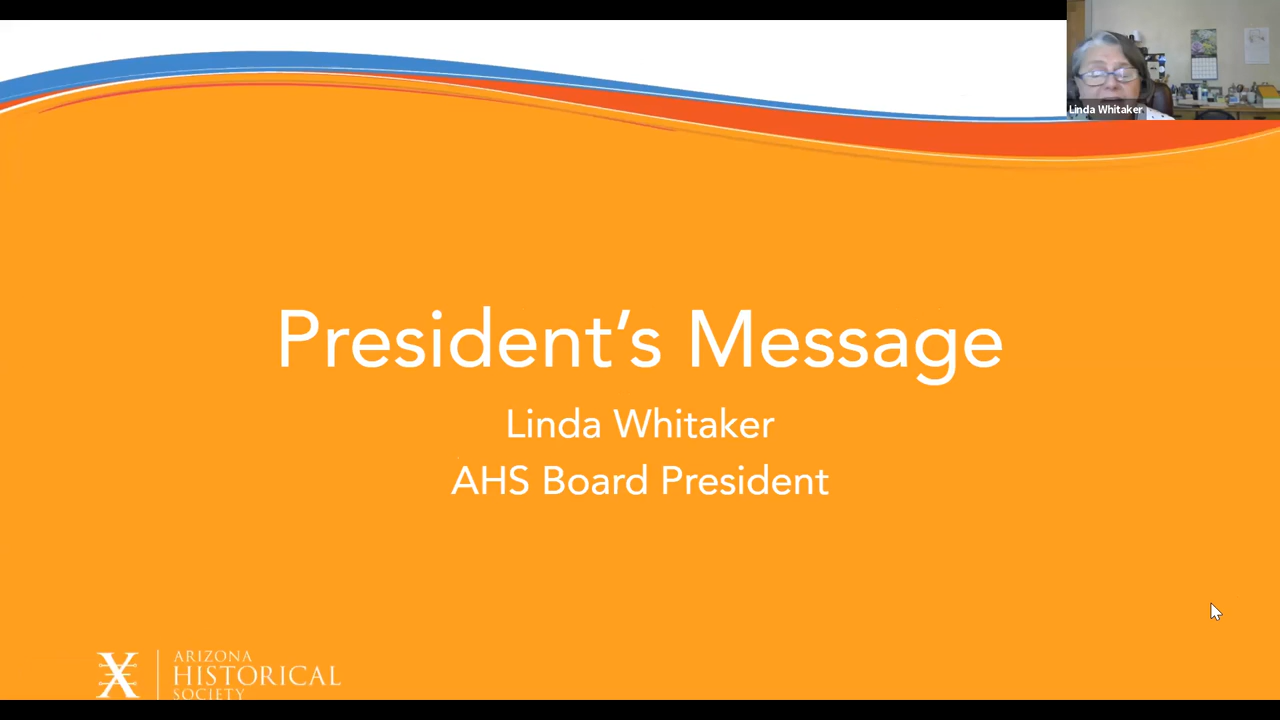 Linda Whitaker
President's Message
Linda Whitaker
AHS Board President
ARIZONA
HISTORICAL
SOCIETY